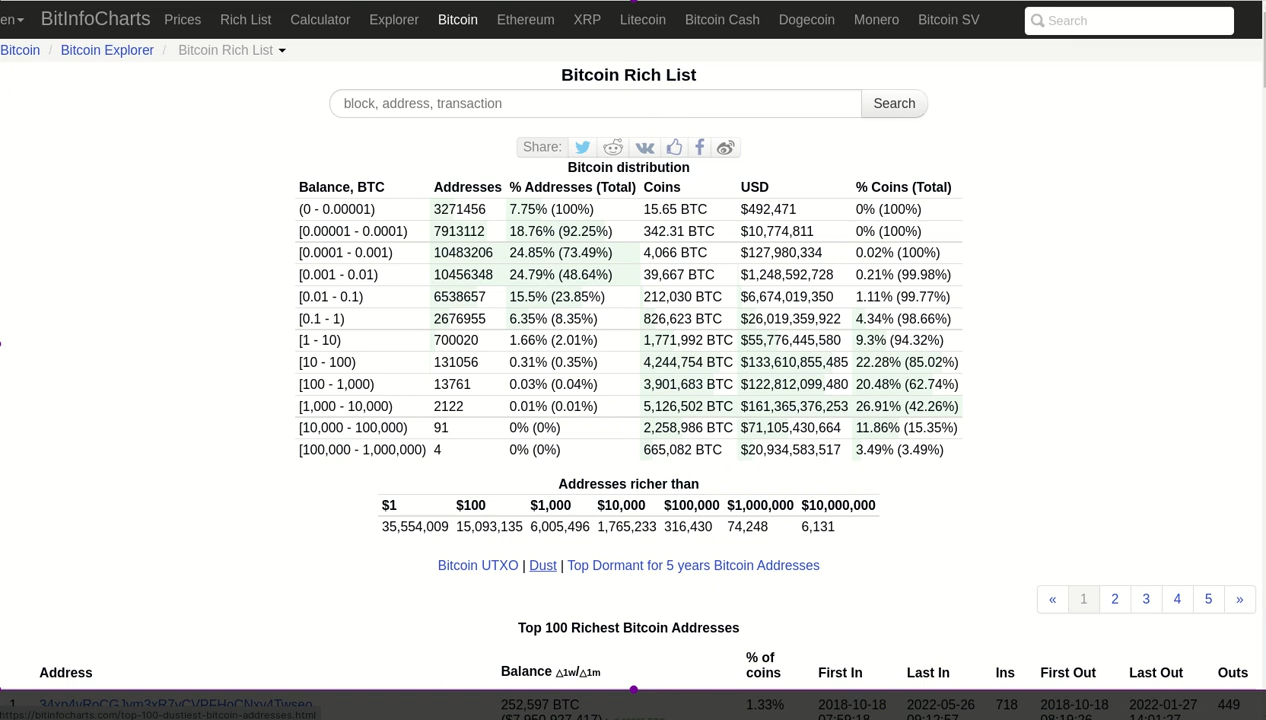 en BitInfoCharts Prices Rich List Calculator Explorer Bitcoin Ethereum XRP Litecoin Bitcoin Cash Dogecoin Monero Bitcoin SV Search
Bitcoin / Bitcoin Explorer / Bitcoin Rich List
Bitcoin Rich List
block, address, transaction Search
Share:
Bitcoin distribution
Balance, BTC Addresses % Addresses (Total) Coins USD % Coins (Total)
(0 - 0.00001) 3271456 7.75% (100%) 15.65 BTC $492,471 0% (100%)
[0.00001 - 0.0001) 7913112 18.76% (92.25%) 342.31 BTC $10,774,811 0% (100%)
[0.0001 - 0.001) 10483206 24.85% (73.49%) 4,066 BTC $127,980,334 0.02% (100%)
[0.001 - 0.01) 10456348 24.79% (48.64%) 39,667 BTC $1,248,592,728 0.21% (99.98%)
[0.01 - 0.1) 6538657 15.5% (23.85%) 212,030 BTC $6,674,019,350 1.11% (99.77%)
[0.1 - 1) 2676955 6.35% (8.35%) 826,623 BTC $26,019,359,922 4.34% (98.66%)
[1 - 10) 700020 1.66% (2.01%) 1,771,992 BTC $55,776,445,580 9.3% (94.32%)
[10 - 100) 131056 0.31% (0.35%) 4,244,754 BTC $133,610,855,485 22.28% (85.02%)
[100 - 1,000) 13761 0.03% (0.04%) 3,901,683 BTC $122,812,099,480 20.48% (62.74%)
[1,000 - 10,000) 2122 0.01% (0.01%) 5,126,502 BTC $161,365,376,253 26.91% (42.26%)
[10,000 - 100,000) 91 0% (0%) 2,258,986 BTC $71,105,430,664 11.86% (15.35%)
[100,000 - 1,000,000) 4 0% (0%) 665,082 BTC $20,934,583,517 3.49% (3.49%)
Addresses richer than
$1 $100 $1,000 $10,000 $100,000 $1,000,000 $10,000,000
35,554,009 15,093,135 6,005,496 1,765,233 316,430 74,248 6,131
Bitcoin UTXO | Dust | Top Dormant for 5 years Bitcoin Addresses
« 1 2 3 4 5 »
Top 100 Richest Bitcoin Addresses
Address Balance △1w/△1m % of coins First In Last In Ins First Out Last Out Outs
1 252,597 BTC 1.33% 2018-10-18 2022-05-26 718 2018-10-18 2022-01-27 449
https://bitinfocharts.com/top-100-dustiest-bitcoin-addresses.html